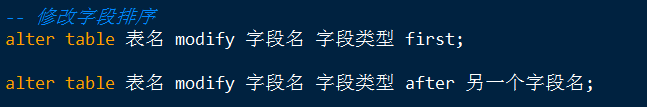 -- 修改字段排序
alter table 表名 modify 字段名 字段类型 first;
alter table 表名 modify 字段名 字段类型 after 另一个字段名;